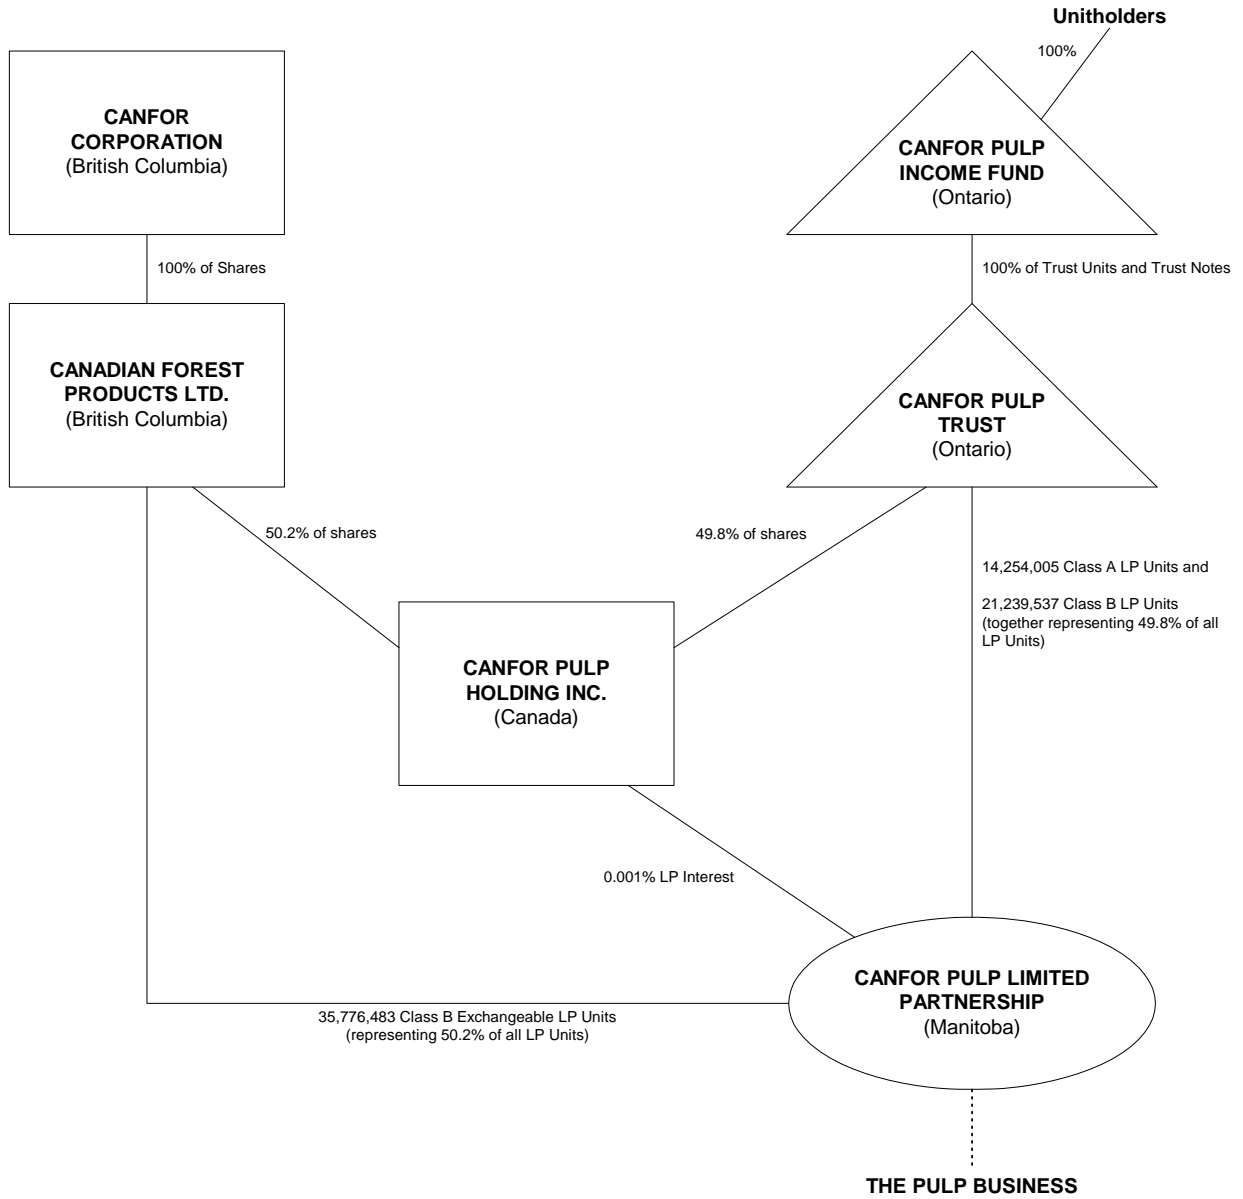 Unitholders
100%
CANFOR
CORPORATION
(British Columbia)
CANFOR PULP
INCOME FUND
(Ontario)
100% of Shares
100% of Trust Units and Trust Notes
CANADIAN FOREST
PRODUCTS LTD.
(British Columbia)
CANFOR PULP
TRUST
(Ontario)
50.2% of shares
49.8% of shares
14,254,005 Class A LP Units and
21,239,537 Class B LP Units
(together representing 49.8% of all
LP Units)
CANFOR PULP
HOLDING INC.
(Canada)
0.001% LP Interest
CANFOR PULP LIMITED
PARTNERSHIP
(Manitoba)
35,776,483 Class B Exchangeable LP Units
(representing 50.2% of all LP Units)
THE PULP BUSINESS